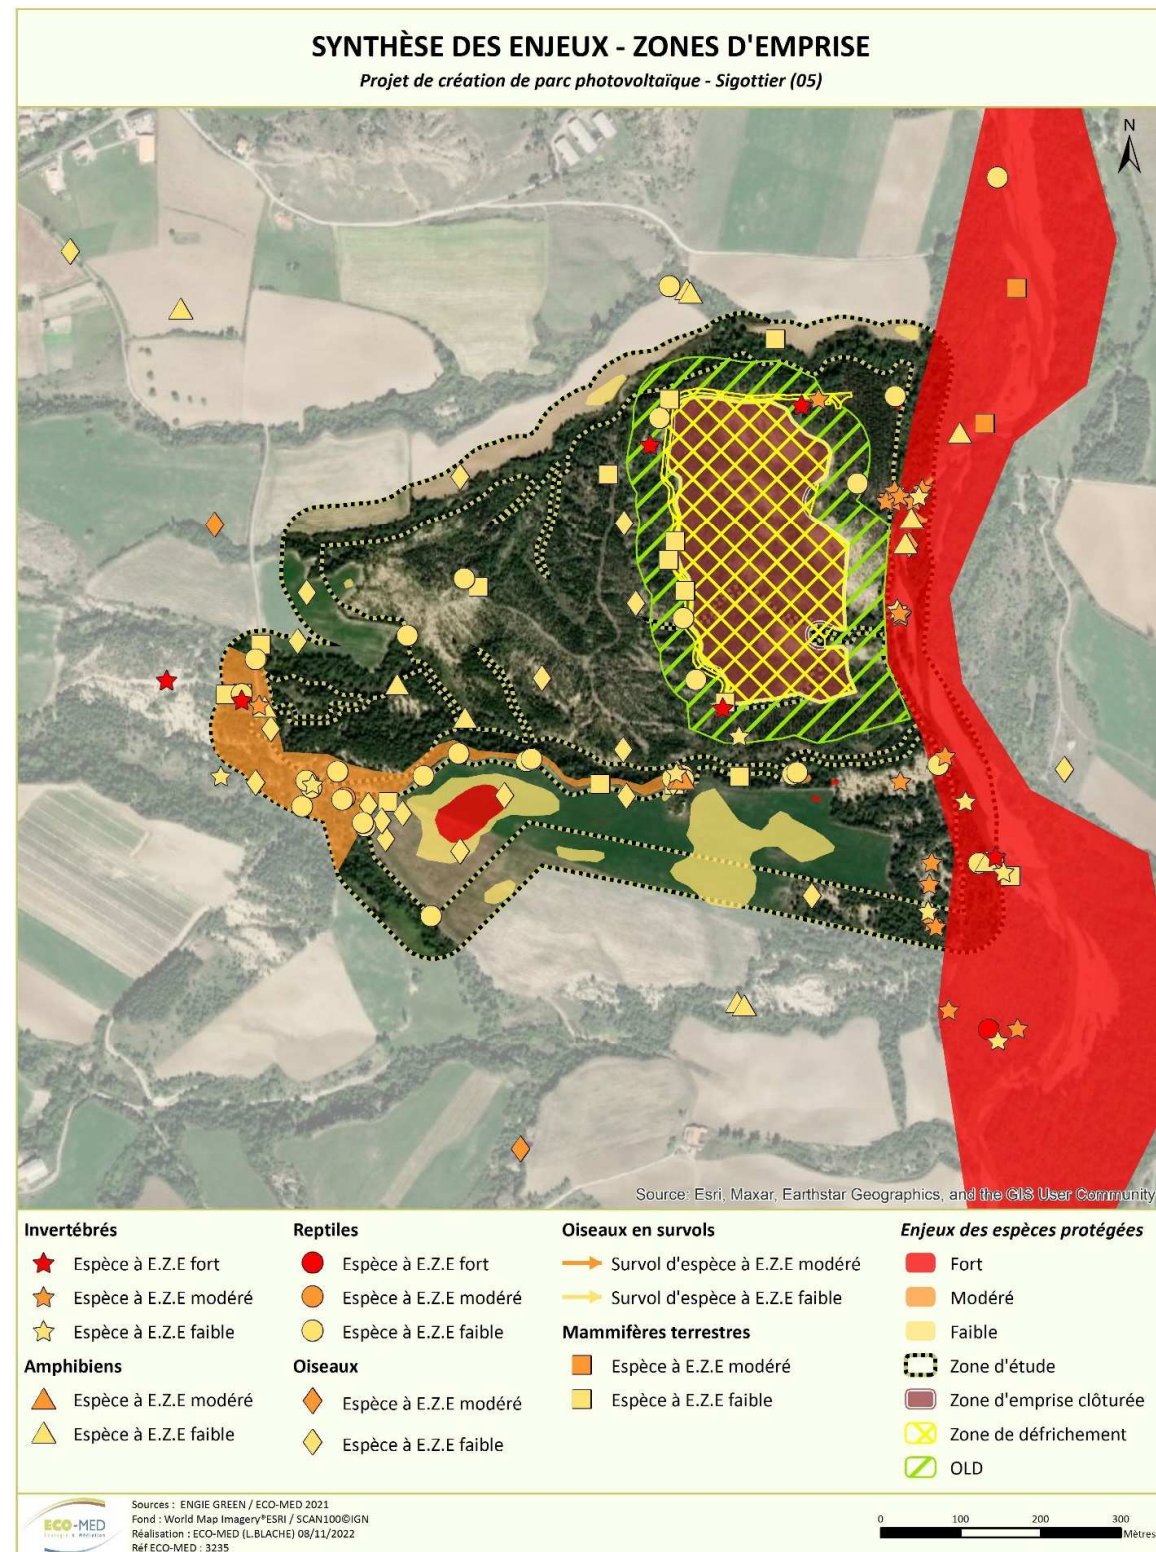 SYNTHÈSE DES ENJEUX - ZONES D'EMPRISE
Projet de création de parc photovoltaïque - Sigottier (05)
N
Source: Esri, Maxar, Earthstar Geographics, and the GIS User Community
Invertébrés
Espèce à E.Z.E fort
Espèce à E.Z.E modéré
Espèce à E.Z.E faible
Amphibiens
Espèce à E.Z.E modéré
Espèce à E.Z.E faible
Reptiles
Espèce à E.Z.E fort
Espèce à E.Z.E modéré
Espèce à E.Z.E faible
Oiseaux
Espèce à E.Z.E modéré
Espèce à E.Z.E faible
Oiseaux en survols
Survol d'espèce à E.Z.E modéré
Survol d'espèce à E.Z.E faible
Mammifères terrestres
Espèce à E.Z.E modéré
Espèce à E.Z.E faible
Enjeux des espèces protégées
Fort
Modéré
Faible
Zone d'étude
Zone d'emprise clôturée
Zone de défrichement
OLD
ECO-MED
Sources : ENGIE GREEN / ECO-MED 2021
Fond : World Map Imagery®ESRI / SCAN100©IGN
Réalisation : ECO-MED (L.BLACHE) 08/11/2022
Réf ECO-MED : 3235
0 100 200 300
Mètres